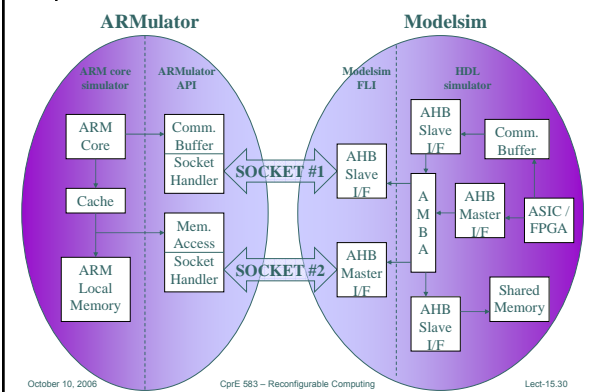 ARMulator
Modelsim
ARM core
simulator
ARMulator
API
Modelsim
FLI
HDL
simulator
ARM
Core
Comm.
Buffer
Socket
Handler
Cache
Mem.
Access
Socket
Handler
ARM
Local
Memory
SOCKET #1
SOCKET #2
AHB
Slave
I/F
AHB
Master
I/F
AHB
Slave
I/F
Comm.
Buffer
A
M
B
A
AHB
Master
I/F
ASIC /
FPGA
AHB
Slave
I/F
Shared
Memory
October 10, 2006
CprE 583 – Reconfigurable Computing
Lect-15.30